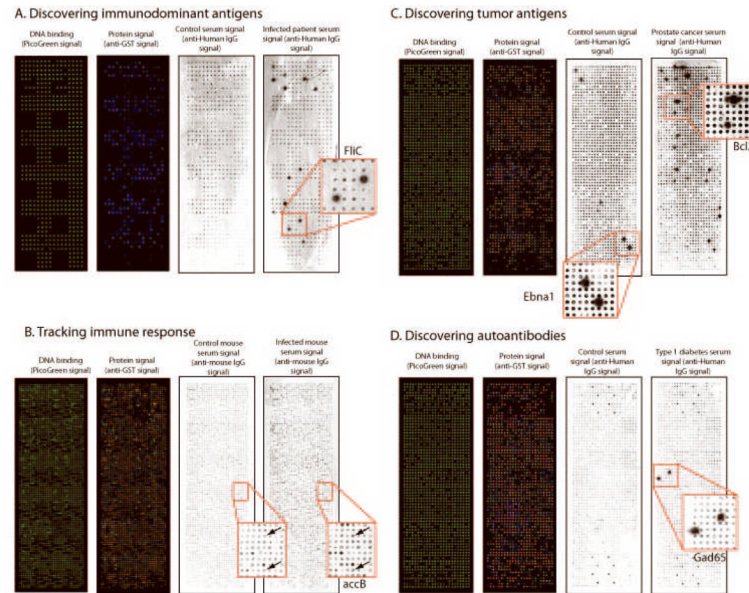 A. Discovering immunodominant antigens
DNA binding
(PicoGreen signal)
Protein signal
(anti-GST signal)
Control serum signal
(anti-Human IgG
signal)
Infected patient serum
signal (anti-Human IgG
signal)
FliC
B. Tracking immune response
DNA binding
(PicoGreen signal)
Protein signal
(anti-GST signal)
Control mouse
serum signal
(anti-mouse IgG
signal)
Infected mouse
serum signal
(anti-mouse IgG
signal)
accB
C. Discovering tumor antigens
DNA binding
(PicoGreen signal)
Protein signal
(anti-GST signal)
Control serum signal
(anti-Human IgG
signal)
Prostate cancer serum
signal (anti-Human
IgG signal)
Ebna1
D. Discovering autoantibodies
DNA binding
(PicoGreen signal)
Protein signal
(anti-GST signal)
Control serum
signal (anti-Human
IgG signal)
Type 1 diabetes serum
signal (anti-Human
IgG signal)
Gad65